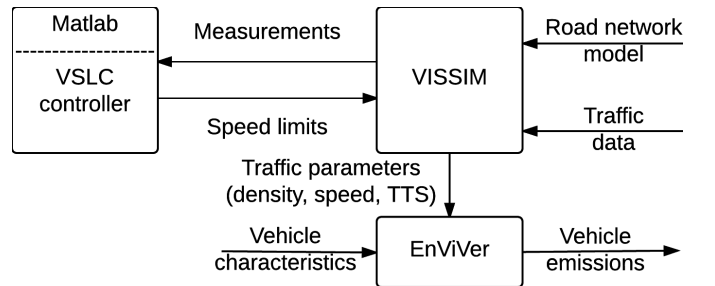 Matlab
VSLC
controller
Measurements
Speed limits
VISSIM
Road network
model
Traffic
data
Traffic parameters
(density, speed, TTS)
Vehicle
characteristics
EnViVer
Vehicle
emissions